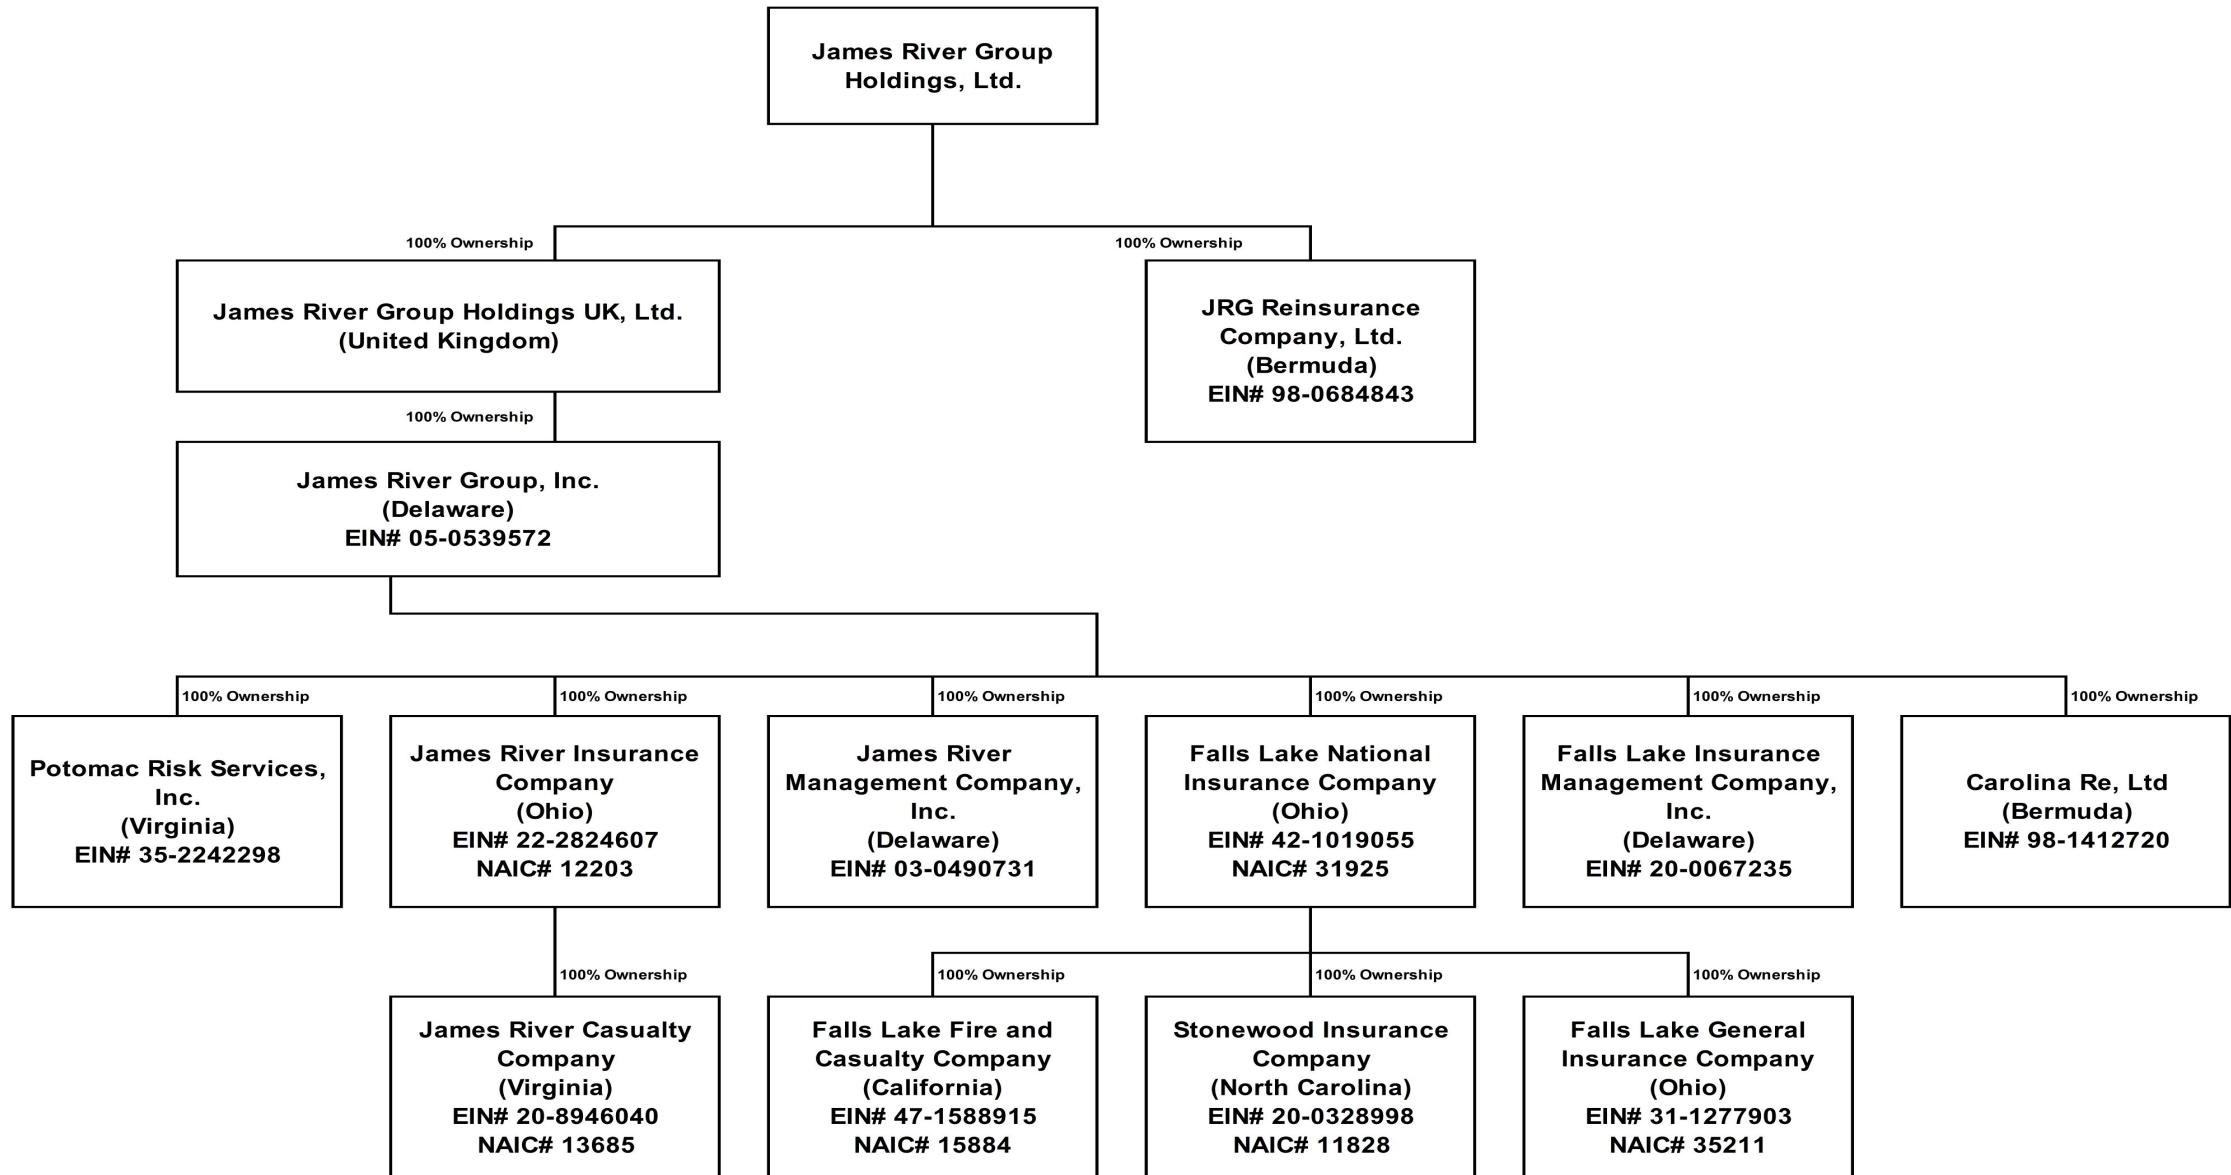 James River Group
Holdings, Ltd.
100% Ownership
100% Ownership
James River Group Holdings UK, Ltd.
(United Kingdom)
JRG Reinsurance
Company, Ltd.
(Bermuda)
EIN# 98-0684843
100% Ownership
James River Group, Inc.
(Delaware)
EIN# 05-0539572
100% Ownership
100% Ownership
100% Ownership
100% Ownership
100% Ownership
100% Ownership
Potomac Risk Services,
Inc.
(Virginia)
EIN# 35-2242298
James River Insurance
Company
(Ohio)
EIN# 22-2824607
NAIC# 12203
James River
Management Company,
Inc.
(Delaware)
EIN# 03-0490731
Falls Lake National
Insurance Company
(Ohio)
EIN# 42-1019055
NAIC# 31925
Falls Lake Insurance
Management Company,
Inc.
(Delaware)
EIN# 20-0067235
Carolina Re, Ltd
(Bermuda)
EIN# 98-1412720
100% Ownership
100% Ownership
100% Ownership
100% Ownership
James River Casualty
Company
(Virginia)
EIN# 20-8946040
NAIC# 13685
Falls Lake Fire and
Casualty Company
(California)
EIN# 47-1588915
NAIC# 15884
Stonewood Insurance
Company
(North Carolina)
EIN# 20-0328998
NAIC# 11828
Falls Lake General
Insurance Company
(Ohio)
EIN# 31-1277903
NAIC# 35211